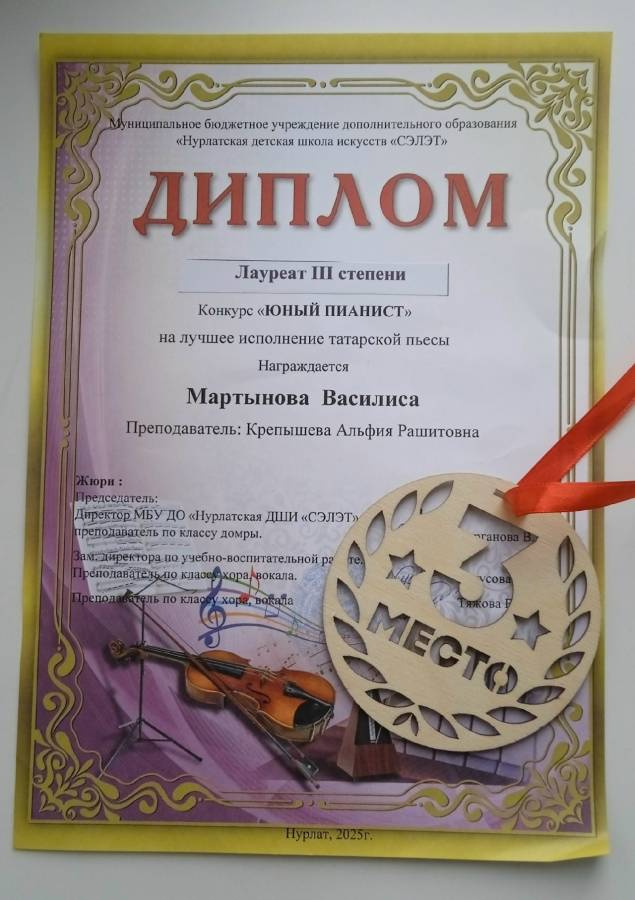 Муниципальное бюджетное учреждение дополнительного образования
«Нурлатская детская школа искусств «СЭЛЭТ»
ДИПЛОМ
Лауреат III степени
Конкурс «ЮНЫЙ ПИАНИСТ»
на лучшее исполнение татарской пьесы
Награждается
Мартынова Василиса
Преподаватель: Крепышева Альфия Рашитовна
Жюри :
Председатель:
Директор МБУ ДО «Нурлатская ДШИ «СЭЛЭТ»
преподаватель по классу домры.
Зам. директора по учебно-воспитательной
Преподаватель по классу хора, вокала.
Преподаватель по классу хора, вокала
Тяжова
3
МЕСТО
Нурлат, 2025г.